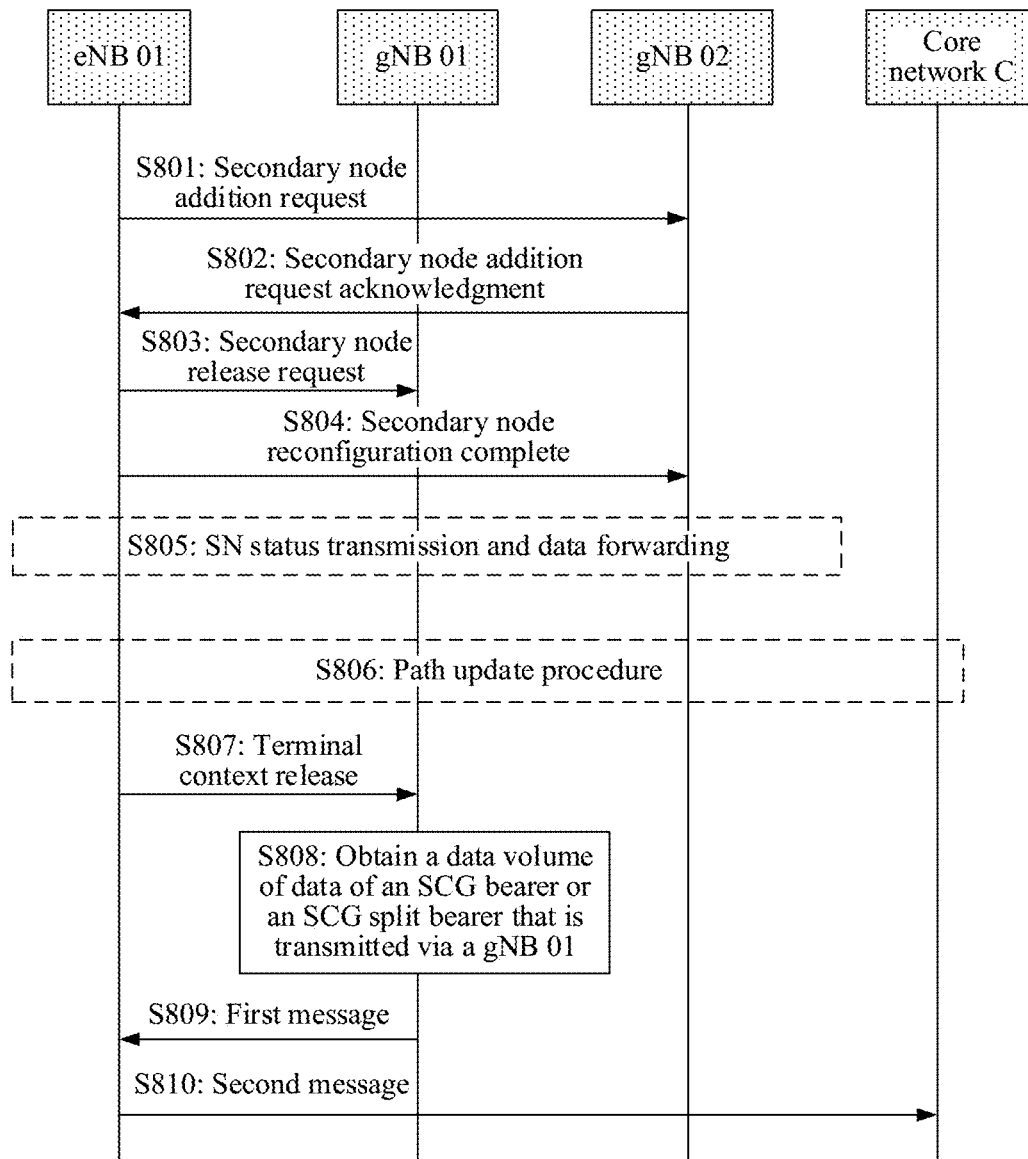 eNB 01
gNB 01
gNB 02
Core
network C
S801: Secondary node
addition request
S802: Secondary node addition
request acknowledgment
S803: Secondary node
release request
S804: Secondary node
reconfiguration complete
S805: SN status transmission and data forwarding
S806: Path update procedure
S807: Terminal
context release
S808: Obtain a data volume
of data of an SCG bearer or
an SCG split bearer that is
transmitted via a gNB 01
S809: First message
S810: Second message